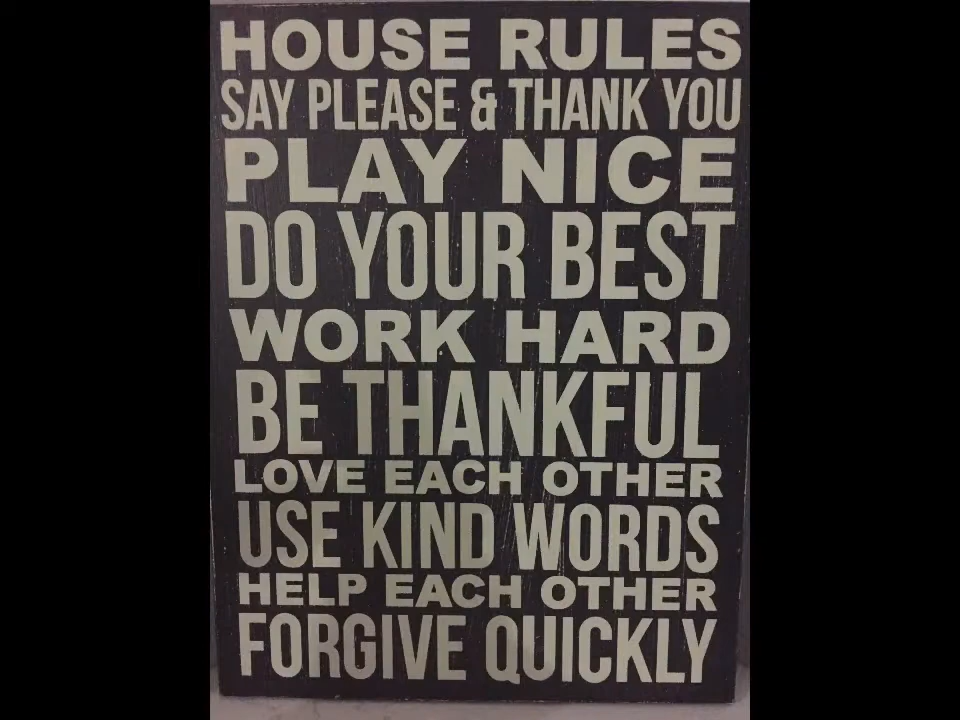 HOUSE RULES
SAY PLEASE & THANK YOU
PLAY NICE
DO YOUR BEST
WORK HARD
BE THANKFUL
LOVE EACH OTHER
USE KIND WORDS
HELP EACH OTHER
FORGIVE QUICKLY